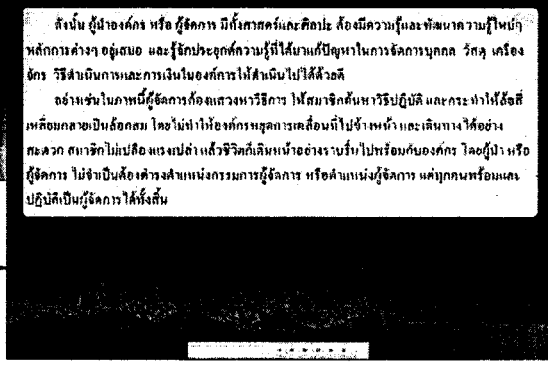 ดังนั้น ผู้นำองค์กร หรือ ผู้จัดการ มีทั้งศาสตร์และศิลปะ ต้องมีความรู้และพัฒนาความรู้ใหม่ๆ
หลักการต่างๆ อยู่เสมอ และรู้จักประยุกต์ความรู้ที่ได้มาแก้ปัญหาในการจัดการบุคคล วัสดุ เครื่อง
จักร วิธีดำเนินการและการเงินในองค์การให้ดำเนินไปได้ด้วยดี
อย่างเช่นในภาพนี้ผู้จัดการต้องแสวงหาวิธีการ ให้สมาชิกค้นหาวิธีปฏิบัติ และกระทำให้ล้อสี่
เหลี่ยมกลายเป็นล้อกลม โดยไม่ทำให้องค์กรหยุดการเคลื่อนที่ไปข้างหน้า และเดินทางได้อย่าง
สะดวก สมาชิกไม่เปลืองแรงเปล่า แล้วชีวิตก็เดินหน้าอย่างราบรื่นไปพร้อมกับองค์กร โดยผู้นำ หรือ
ผู้จัดการ ไม่จำเป็นต้องดำรงตำแหน่งกรรมการผู้จัดการ หรือตำแหน่งผู้จัดการ แต่ทุกคนพร้อมและ
ปฏิบัติเป็นผู้จัดการได้ทั้งสิ้น